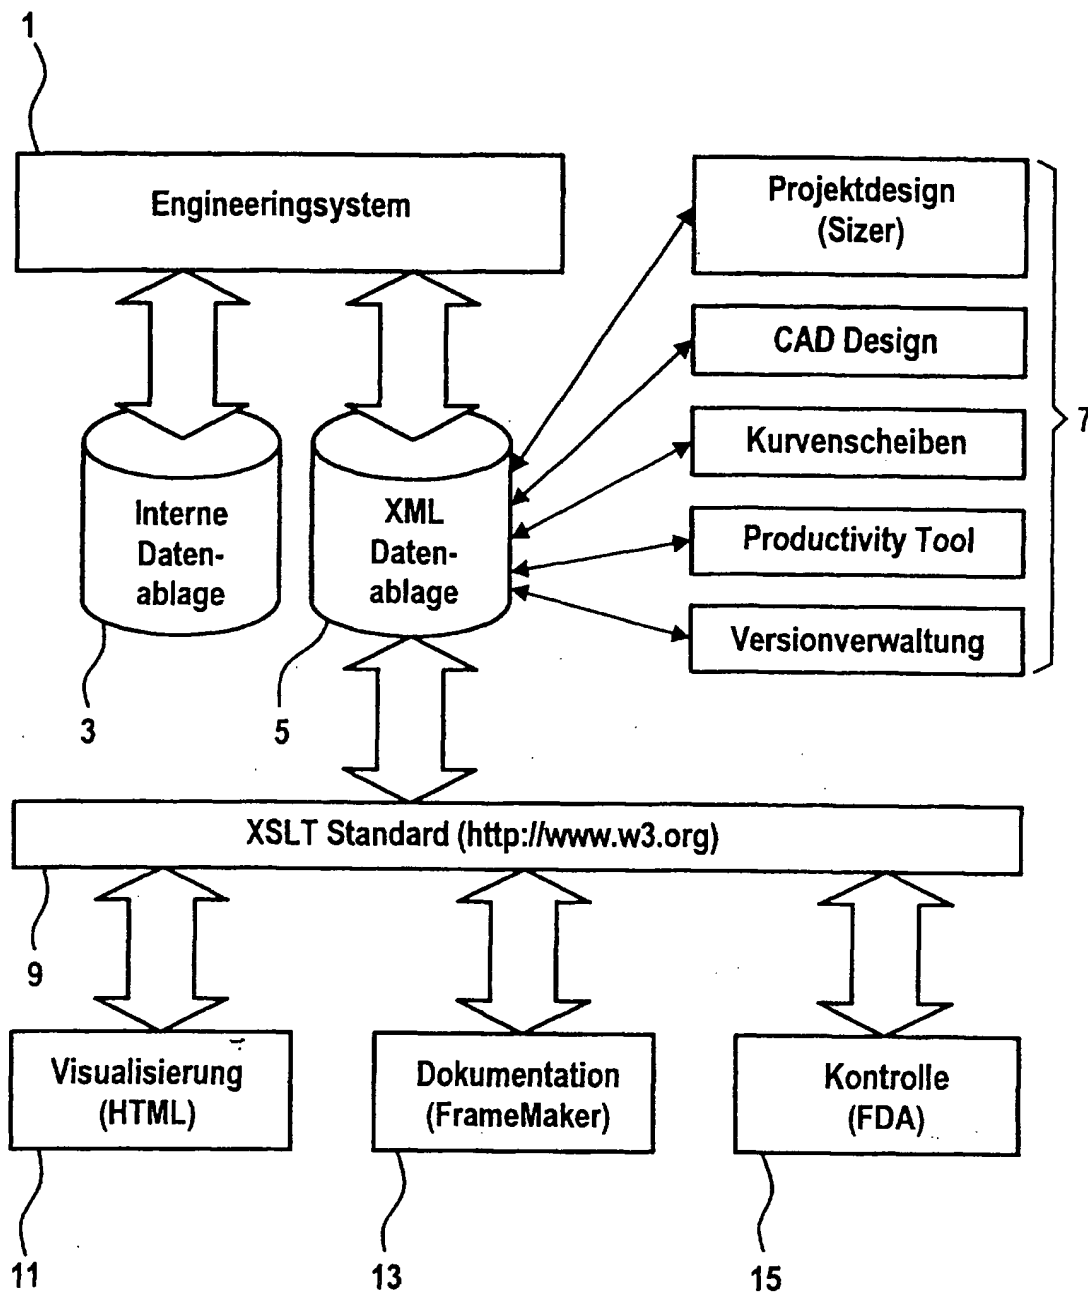 1
Engineeringsystem
Projektdesign
(Sizer)
CAD Design
Kurvenscheiben
Productivity Tool
Versionverwaltung
7
Interne
Daten-
ablage
XML
Daten-
ablage
3
5
XSLT Standard (http://www.w3.org)
9
Visualisierung
(HTML)
Dokumentation
(FrameMaker)
Kontrolle
(FDA)
11
13
15